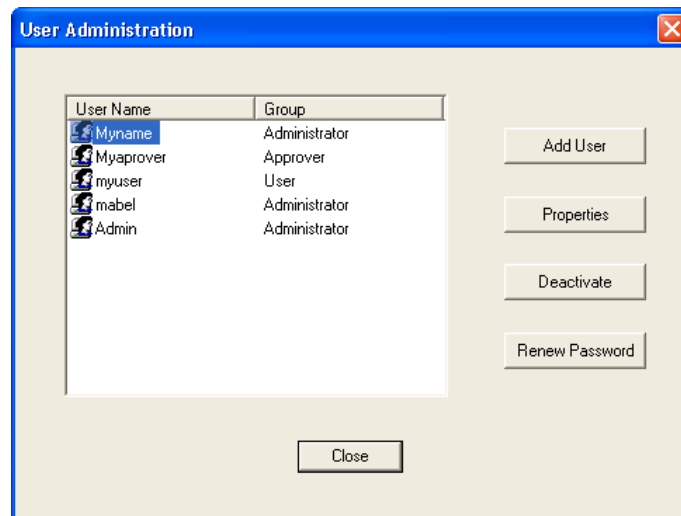 User Administration
User Name Group
Myname Administrator
Myaprover Approver
myuser User
mabel Administrator
Admin Administrator
Add User
Properties
Deactivate
Renew Password
Close